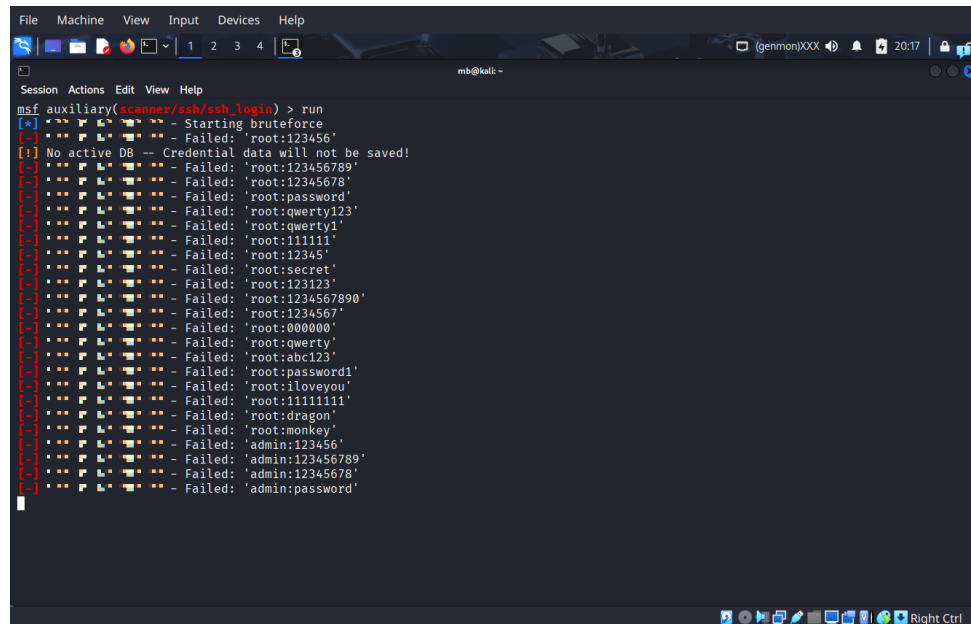 File Machine View Input Devices Help
1 2 3 4 (genmon)XXX 20:17
mb@kali: ~
Session Actions Edit View Help
msf auxiliary(scanner/ssh/ssh_login) > run
[*] - Starting bruteforce
[-] - Failed: 'root:123456'
[!] No active DB -- Credential data will not be saved!
[-] - Failed: 'root:123456789'
[-] - Failed: 'root:12345678'
[-] - Failed: 'root:password'
[-] - Failed: 'root:qwerty123'
[-] - Failed: 'root:qwerty1'
[-] - Failed: 'root:111111'
[-] - Failed: 'root:12345'
[-] - Failed: 'root:secret'
[-] - Failed: 'root:123123'
[-] - Failed: 'root:1234567890'
[-] - Failed: 'root:1234567'
[-] - Failed: 'root:000000'
[-] - Failed: 'root:qwerty'
[-] - Failed: 'root:abc123'
[-] - Failed: 'root:password1'
[-] - Failed: 'root:iloveyou'
[-] - Failed: 'root:11111111'
[-] - Failed: 'root:dragon'
[-] - Failed: 'root:monkey'
[-] - Failed: 'admin:123456'
[-] - Failed: 'admin:123456789'
[-] - Failed: 'admin:12345678'
[-] - Failed: 'admin:password'
Right Ctrl